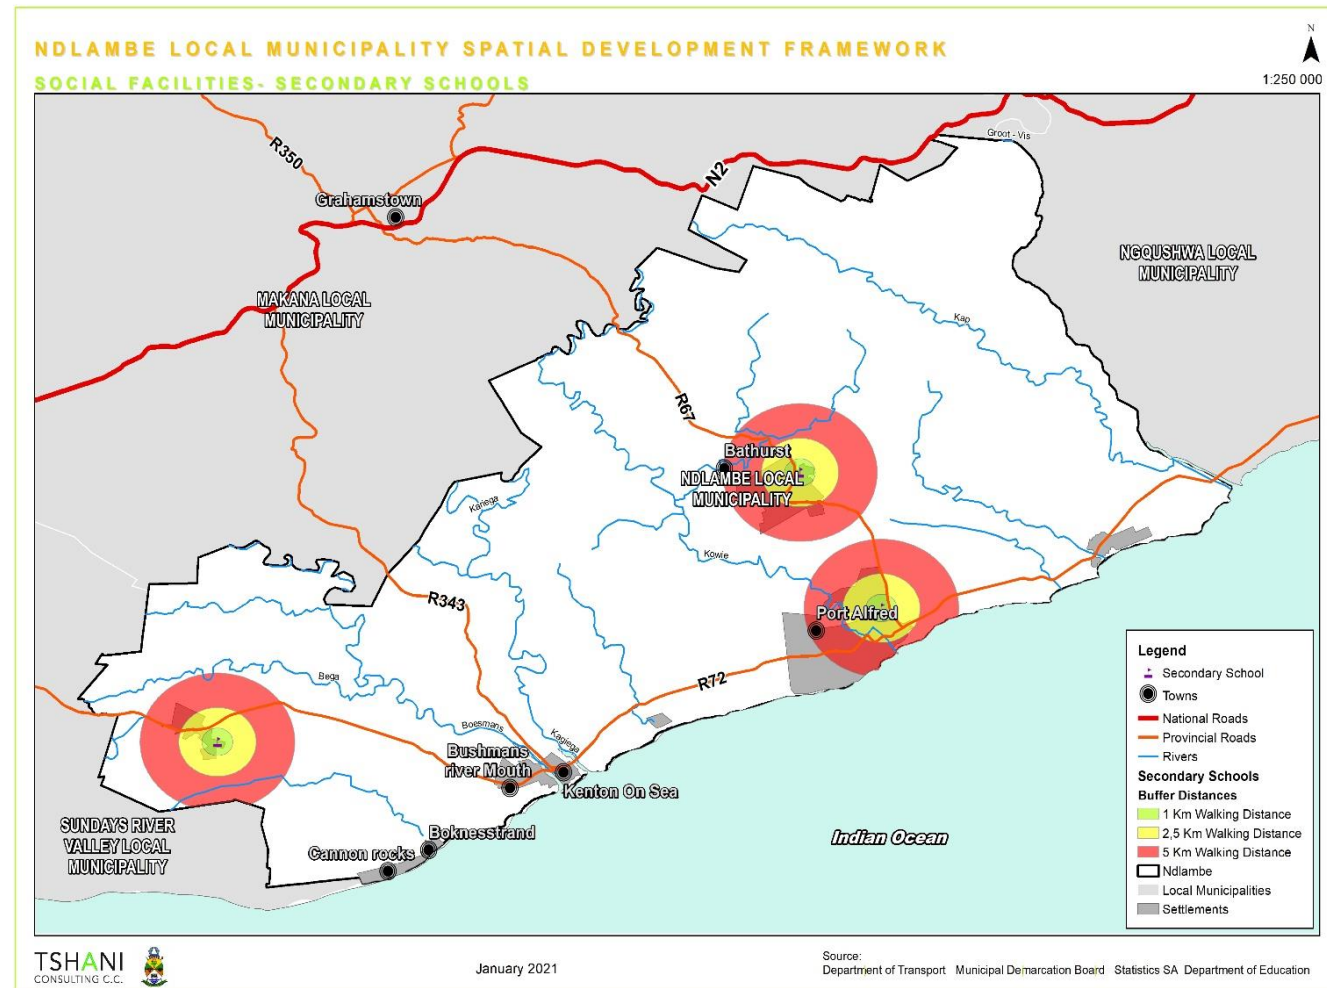 NDLAMBE LOCAL MUNICIPALITY SPATIAL DEVELOPMENT FRAMEWORK
SOCIAL FACILITIES- SECONDARY SCHOOLS
N
1:250 000
R350
Grahamstown
N2
Groot - Vis
NGQUSHWA LOCAL
MUNICIPALITY
MAKANA LOCAL
MUNICIPALITY
Kap
R67
Bathurst
NDLAMBE LOCAL
MUNICIPALITY
Kariega
Kowie
R343
Port Alfred
R72
Bega
Boesmans
Kagiega
Bushmans
river Mouth
Kenton On Sea
SUNDAYS RIVER
VALLEY LOCAL
MUNICIPALITY
Boknesstrand
Cannon rocks
Indian Ocean
Legend
Secondary School
Towns
National Roads
Provincial Roads
Rivers
Secondary Schools
Buffer Distances
1 Km Walking Distance
2,5 Km Walking Distance
5 Km Walking Distance
Ndlambe
Local Municipalities
Settlements
TSHANI
CONSULTING C.C.
January 2021
Source:
Department of Transport Municipal Demarcation Board Statistics SA Department of Education